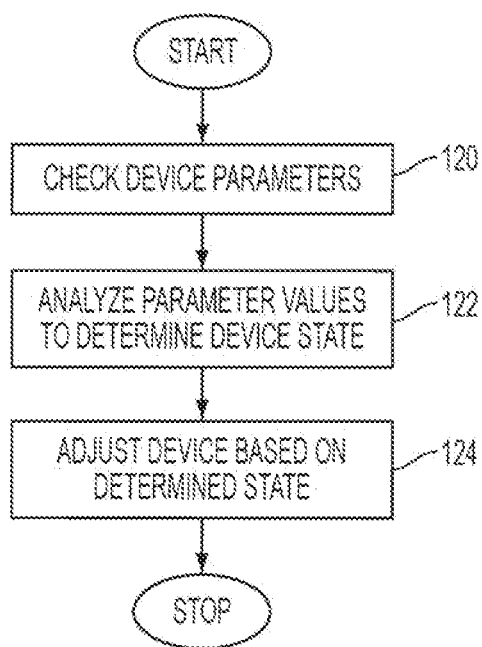 START
CHECK DEVICE PARAMETERS
120
ANALYZE PARAMETER VALUES
TO DETERMINE DEVICE STATE
122
ADJUST DEVICE BASED ON
DETERMINED STATE
124
STOP